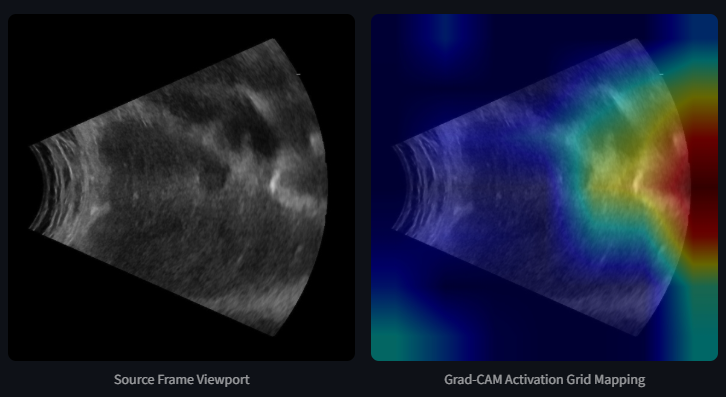 Source Frame Viewport
Grad-CAM Activation Grid Mapping